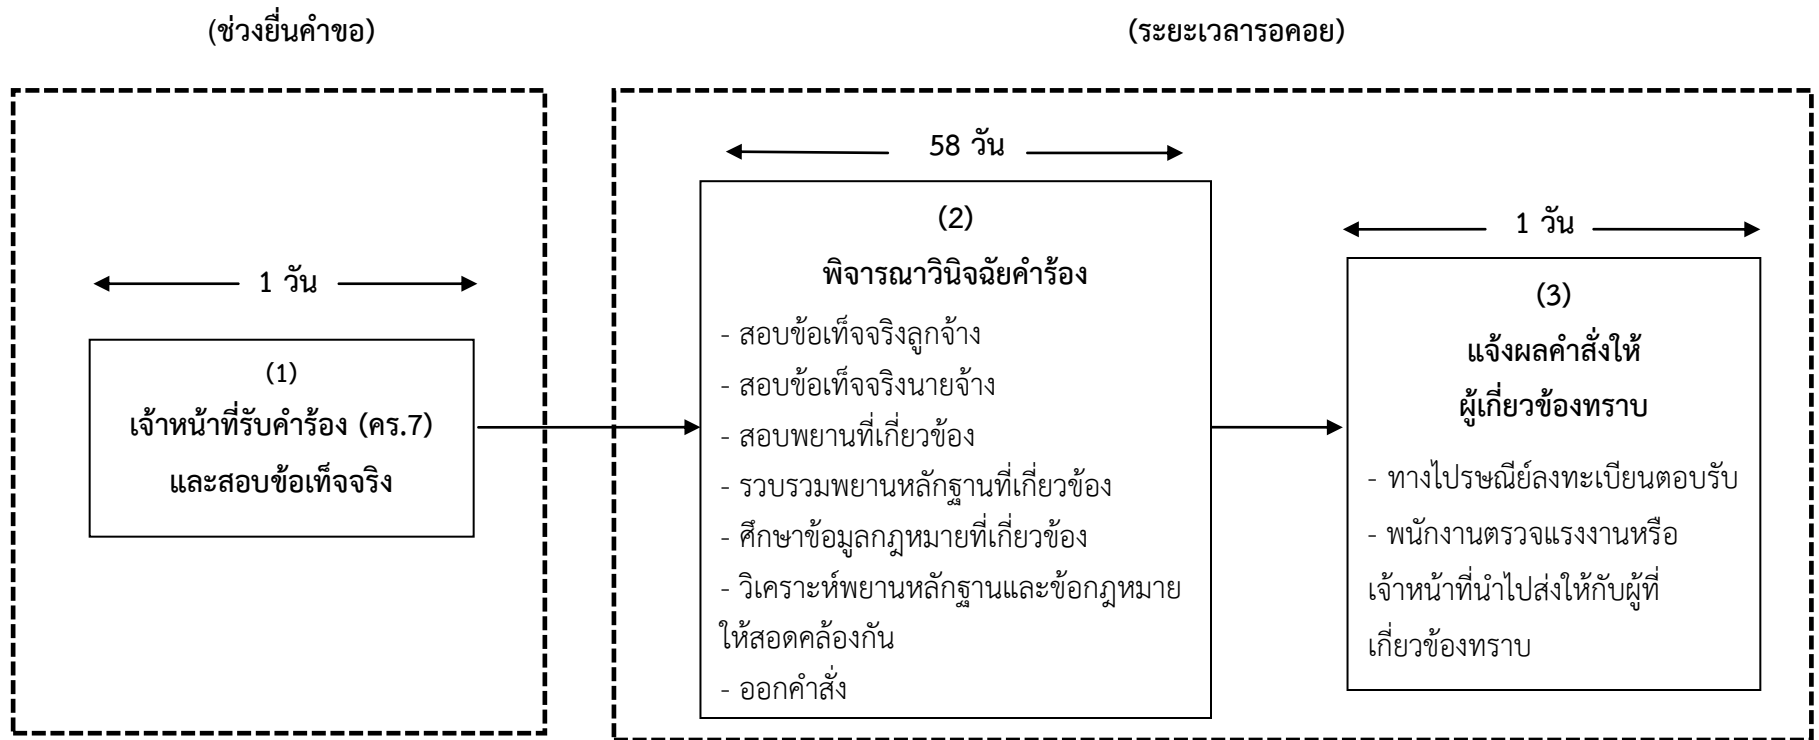 (ช่วงยื่นคำขอ)
(ระยะเวลารอคอย)
1 วัน
(1)
เจ้าหน้าที่รับคำร้อง (คร.7)
และสอบข้อเท็จจริง
58 วัน
(2)
พิจารณาวินิจฉัยคำร้อง
- สอบข้อเท็จจริงลูกจ้าง
- สอบข้อเท็จจริงนายจ้าง
- สอบพยานที่เกี่ยวข้อง
- รวบรวมพยานหลักฐานที่เกี่ยวข้อง
- ศึกษาข้อมูลกฎหมายที่เกี่ยวข้อง
- วิเคราะห์พยานหลักฐานและข้อกฎหมาย
ให้สอดคล้องกัน
- ออกคำสั่ง
1 วัน
(3)
แจ้งผลคำสั่งให้
ผู้เกี่ยวข้องทราบ
- ทางไปรษณีย์ลงทะเบียนตอบรับ
- พนักงานตรวจแรงงานหรือ
เจ้าหน้าที่นำไปส่งให้กับผู้ที่
เกี่ยวข้องทราบ